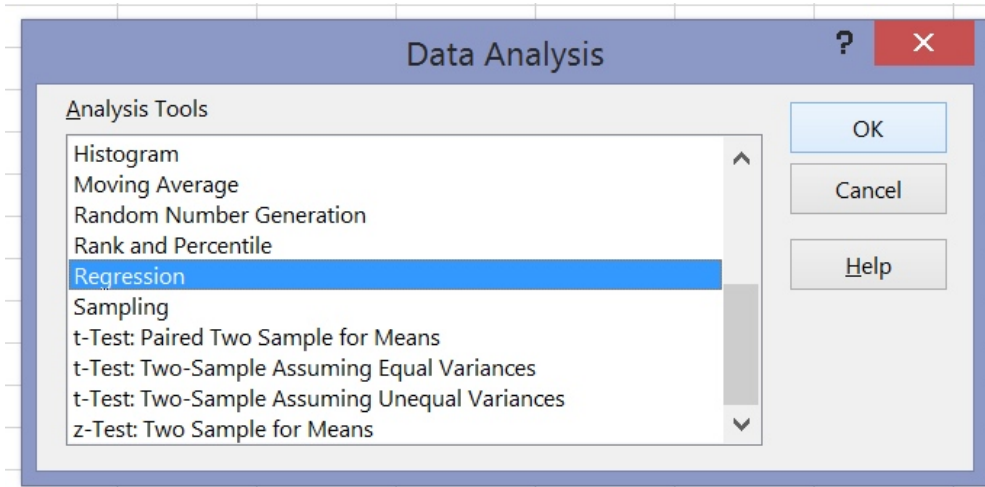 Data Analysis
?
Analysis Tools
Histogram
Moving Average
Random Number Generation
Rank and Percentile
Regression
Sampling
t-Test: Paired Two Sample for Means
t-Test: Two-Sample Assuming Equal Variances
t-Test: Two-Sample Assuming Unequal Variances
z-Test: Two Sample for Means
OK
Cancel
Help